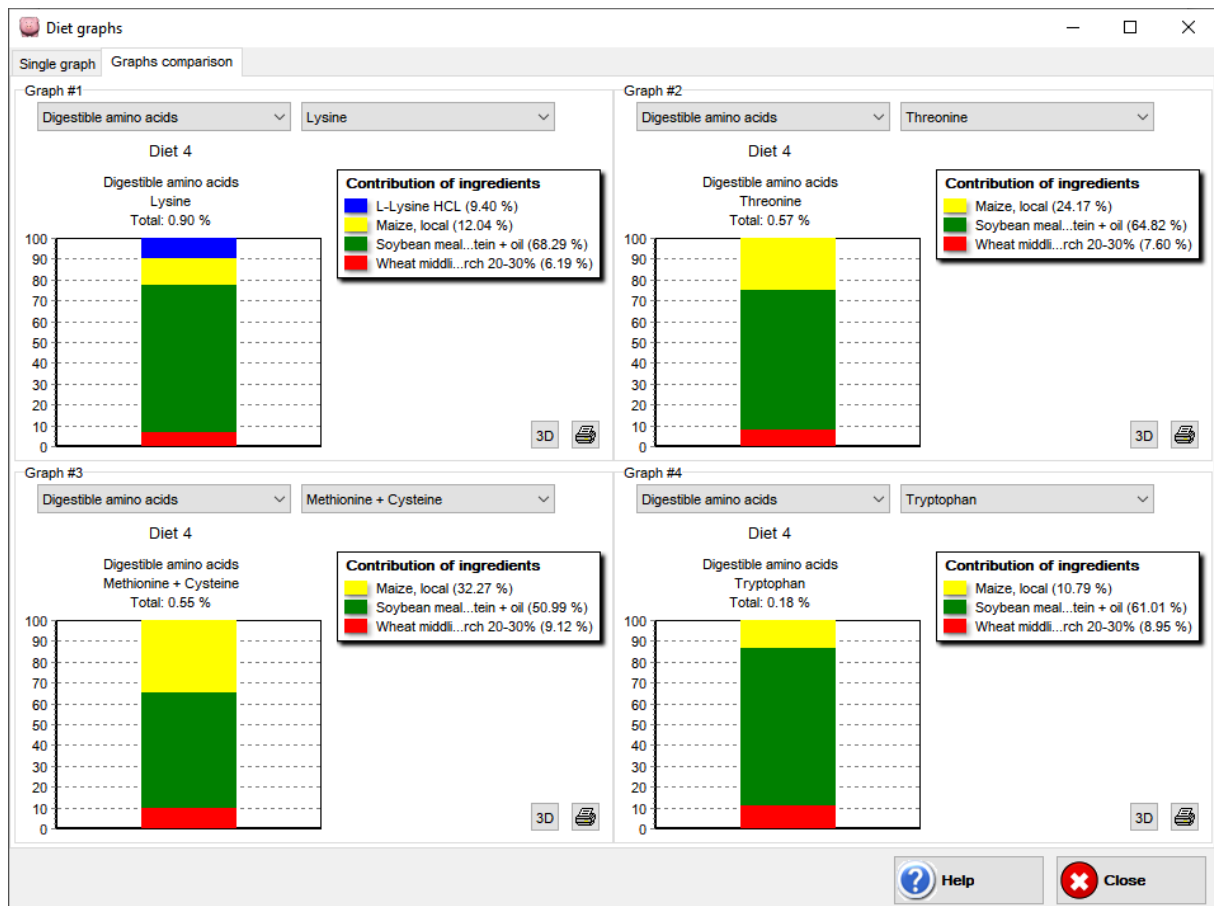 Diet graphs
Single graph
Graphs comparison
Graph #1
Digestible amino acids
Lysine
Diet 4
Digestible amino acids
Lysine
Total: 0.90 %
Contribution of ingredients
L-Lysine HCL (9.40 %)
Maize, local (12.04 %)
Soybean meal...tein + oil (68.29 %)
Wheat middli...rch 20-30% (6.19 %)
100
90
80
70
60
50
40
30
20
10
0
3D
Graph #2
Digestible amino acids
Threonine
Diet 4
Digestible amino acids
Threonine
Total: 0.57 %
Contribution of ingredients
Maize, local (24.17 %)
Soybean meal...tein + oil (64.82 %)
Wheat middli...rch 20-30% (7.60 %)
100
90
80
70
60
50
40
30
20
10
0
3D
Graph #3
Digestible amino acids
Methionine + Cysteine
Diet 4
Digestible amino acids
Methionine + Cysteine
Total: 0.55 %
Contribution of ingredients
Maize, local (32.27 %)
Soybean meal...tein + oil (50.99 %)
Wheat middli...rch 20-30% (9.12 %)
100
90
80
70
60
50
40
30
20
10
0
3D
Graph #4
Digestible amino acids
Tryptophan
Diet 4
Digestible amino acids
Tryptophan
Total: 0.18 %
Contribution of ingredients
Maize, local (10.79 %)
Soybean meal...tein + oil (61.01 %)
Wheat middli...rch 20-30% (8.95 %)
100
90
80
70
60
50
40
30
20
10
0
3D
Help
Close